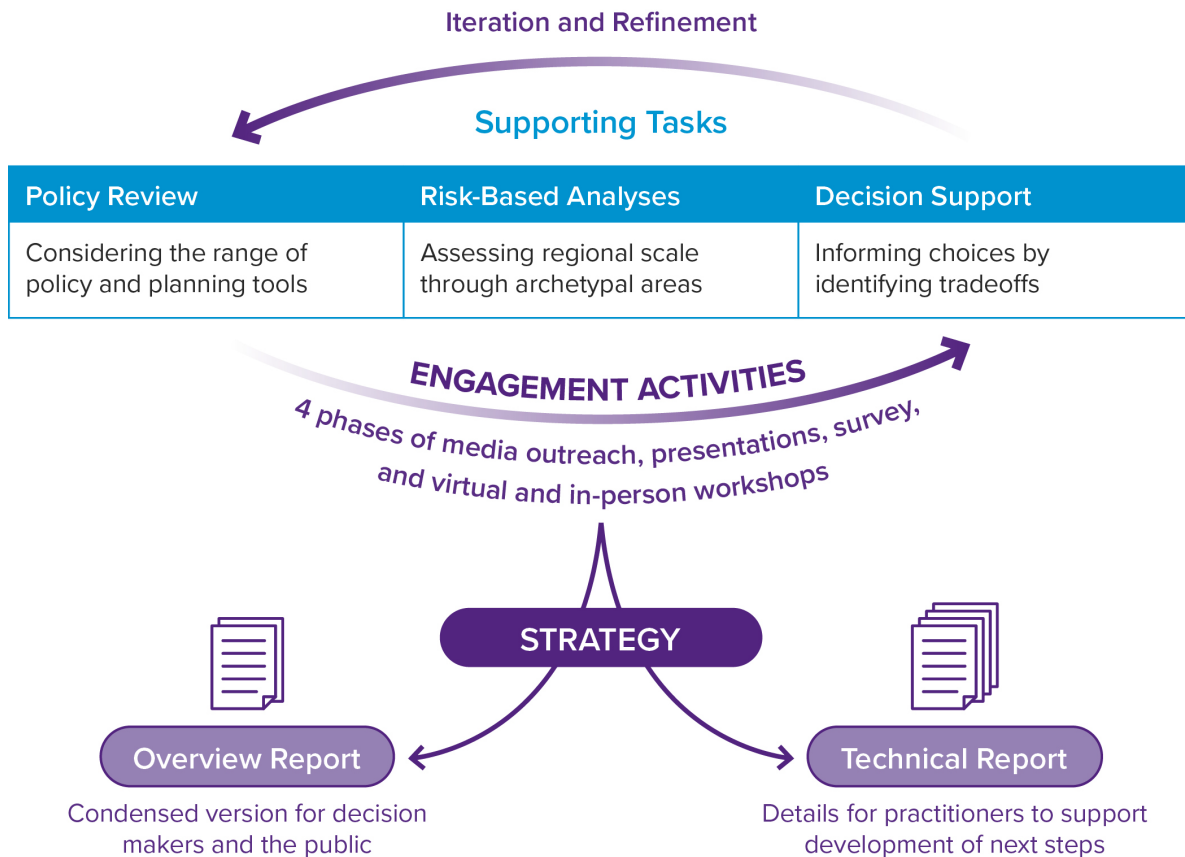 Iteration and Refinement
Supporting Tasks
Policy Review
Risk-Based Analyses
Decision Support
Considering the range of
policy and planning tools
Assessing regional scale
through archetypal areas
Informing choices by
identifying tradeoffs
ENGAGEMENT ACTIVITIES
4 phases of media outreach, presentations, survey,
and virtual and in-person workshops
STRATEGY
Overview Report
Condensed version for decision
makers and the public
Technical Report
Details for practitioners to support
development of next steps